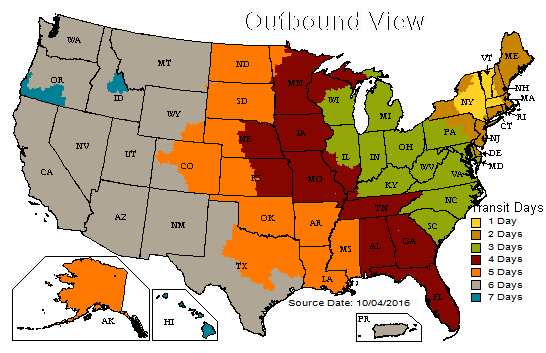 Outbound View
WA
MT
ND
MN
VT
ME
OR
ID
WI
NY
NH
MA
SD
MI
RI
CT
WY
PA
NJ
NE
IA
OH
DE
NV
UT
IL
IN
MD
CO
WV
CA
KS
MO
VA
KY
NC
TN
AZ
NM
OK
AR
SC
MS
AL
GA
TX
LA
FL
AK
HI
PR
Transit Days
1 Day
2 Days
3 Days
4 Days
5 Days
6 Days
7 Days
Source Date: 10/04/2016